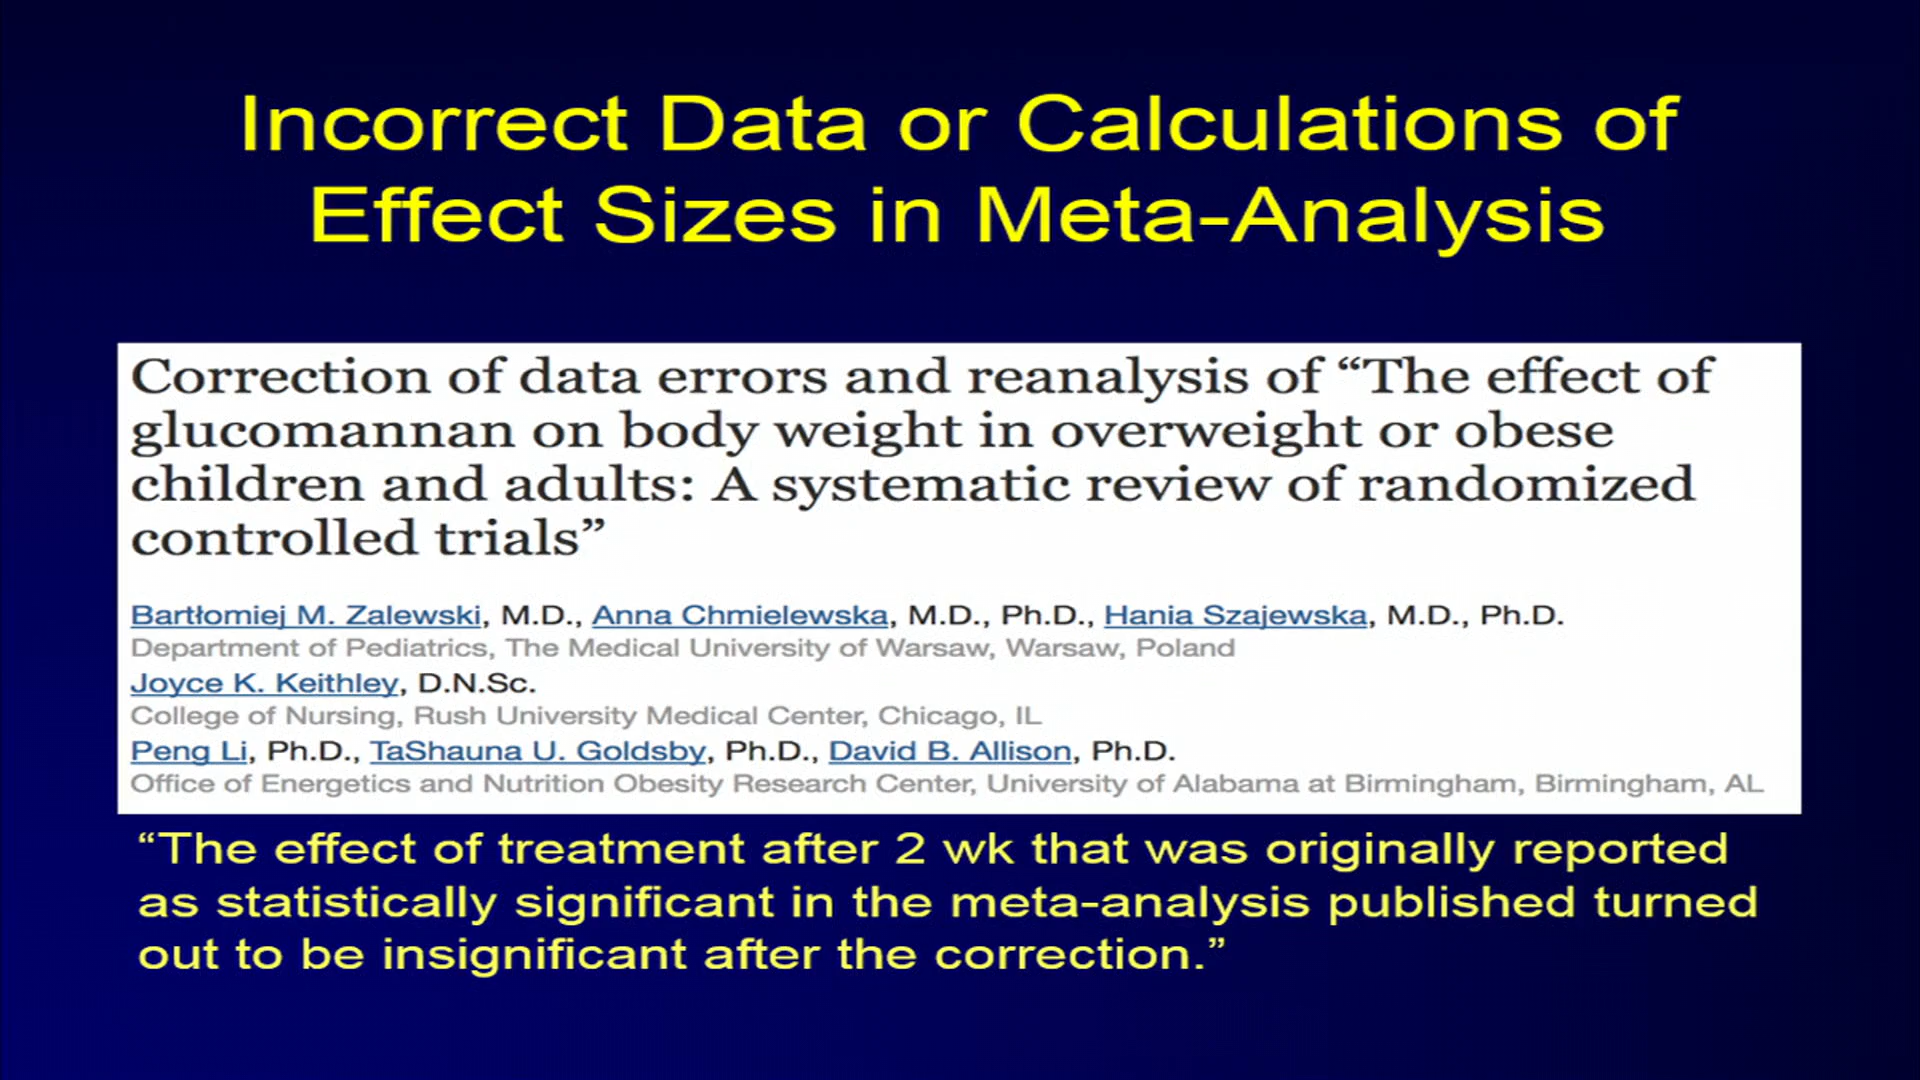 Incorrect Data or Calculations of
Effect Sizes in Meta-Analysis
Correction of data errors and reanalysis of “The effect of
glucomannan on body weight in overweight or obese
children and adults: A systematic review of randomized
controlled trials”
Bartłomiej M. Zalewski, M.D., Anna Chmielewska, M.D., Ph.D., Hania Szajewska, M.D., Ph.D.
Department of Pediatrics, The Medical University of Warsaw, Warsaw, Poland
Joyce K. Keithley, D.N.Sc.
College of Nursing, Rush University Medical Center, Chicago, IL
Peng Li, Ph.D., TaShauna U. Goldsby, Ph.D., David B. Allison, Ph.D.
Office of Energetics and Nutrition Obesity Research Center, University of Alabama at Birmingham, Birmingham, AL
“The effect of treatment after 2 wk that was originally reported
as statistically significant in the meta-analysis published turned
out to be insignificant after the correction.”